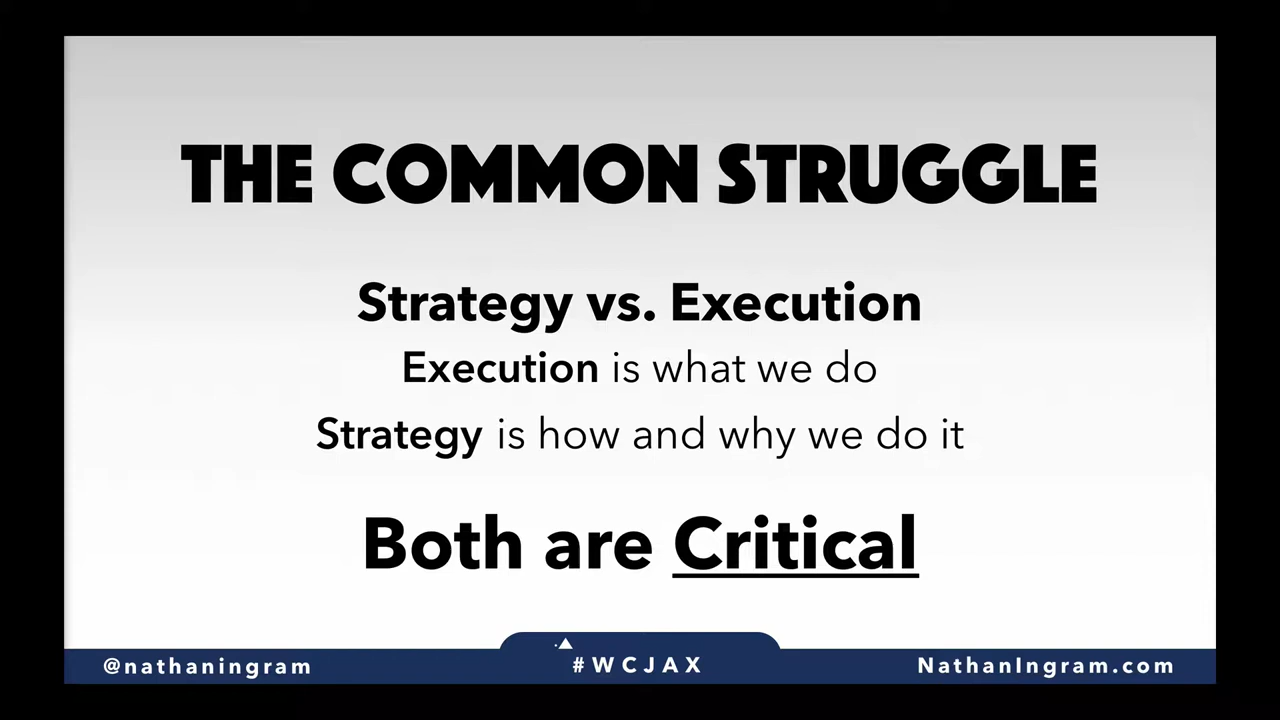 THE COMMON STRUGGLE
Strategy vs. Execution
Execution is what we do
Strategy is how and why we do it
Both are Critical
@nathaningram
#WCJAX
NathanIngram.com